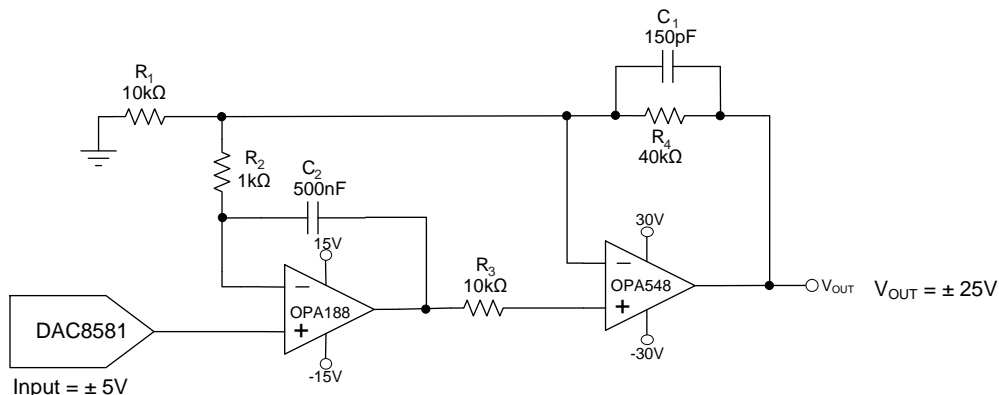 C1
150pF
R1
10kΩ
R4
40kΩ
R2
1kΩ
C2
500nF
15V
30V
R3
10kΩ
−
OPA188
+
−
OPA548
+
VOUT
VOUT = ± 25V
DAC8581
-15V
-30V
Input = ± 5V